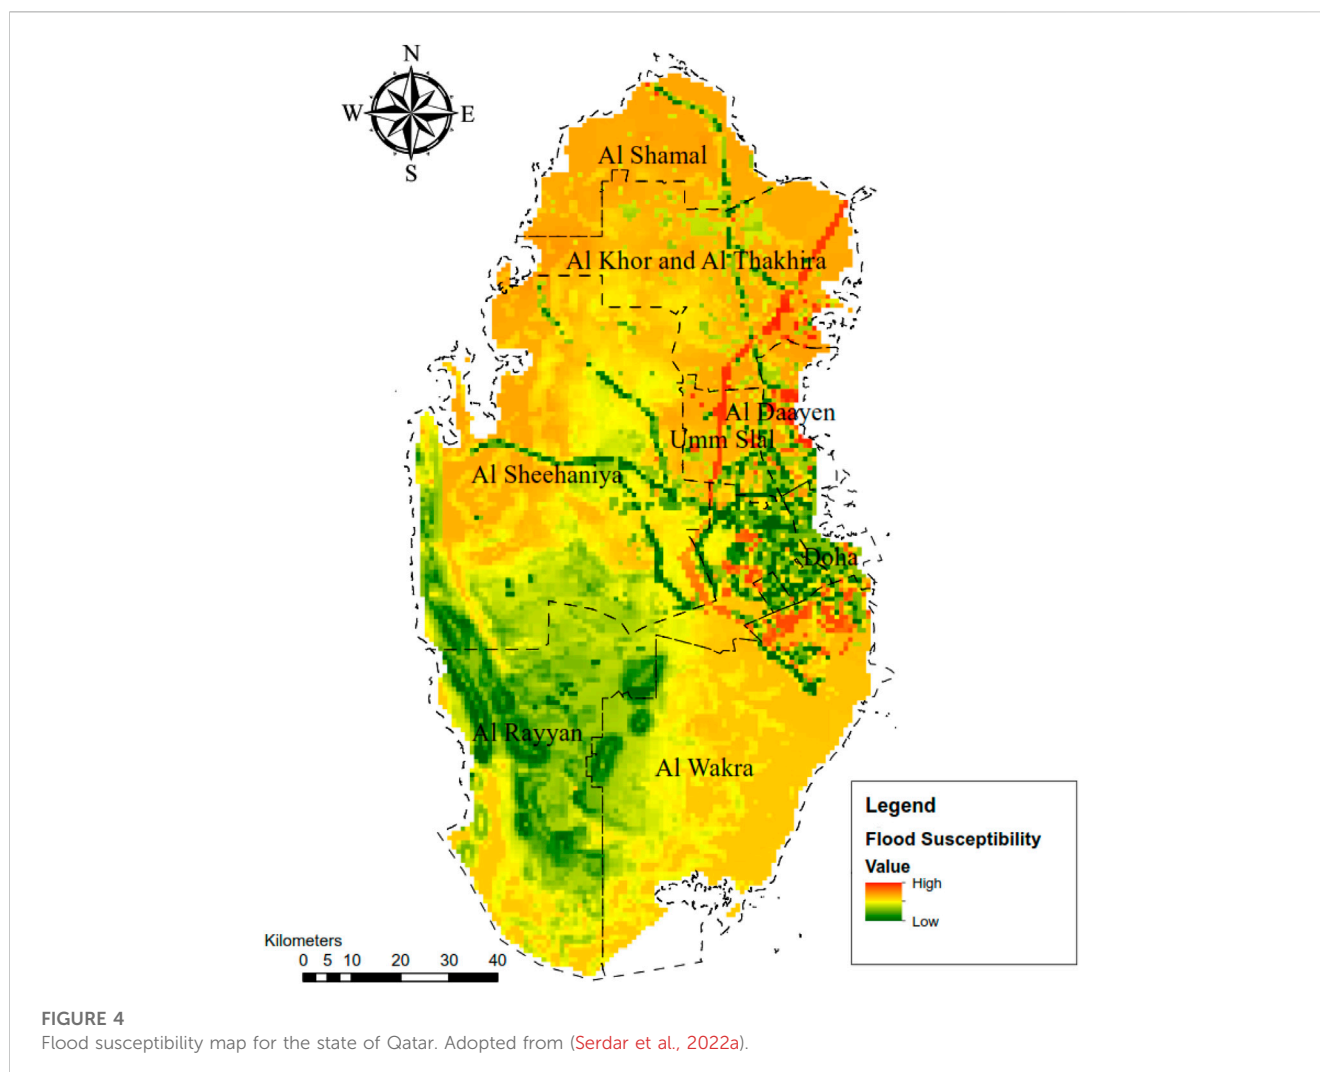 N
W E
S
Al Shamal
Al Khor and Al Thakhira
Al Daayen
Umm Slal
Al Sheehaniya
Doha
Al Rayyan
Al Wakra
Legend
Flood Susceptibility
Value
High
Low
Kilometers
0 5 10 20 30 40
FIGURE 4
Flood susceptibility map for the state of Qatar. Adopted from (Serdar et al., 2022a).